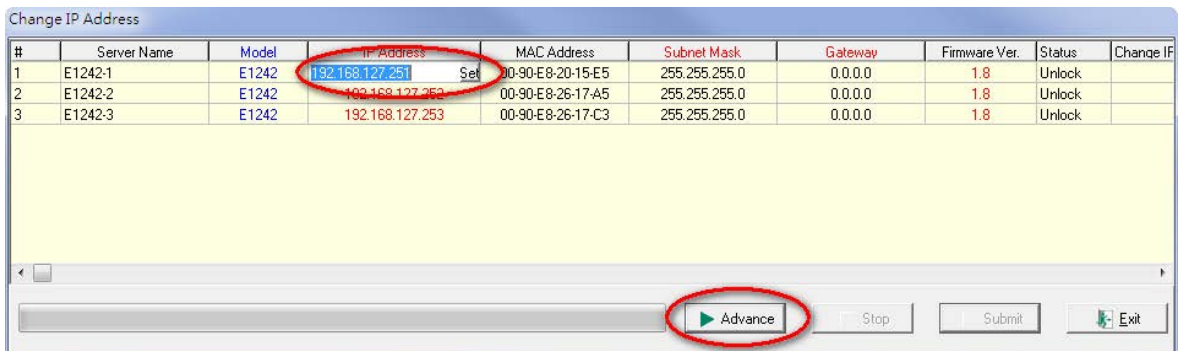 Change IP Address
# Server Name Model IP Address MAC Address Subnet Mask Gateway Firmware Ver. Status Change IP
1 E1242-1 E1242 192.168.127.251 Set 00-90-E8-20-15-E5 255.255.255.0 0.0.0.0 1.8 Unlock
2 E1242-2 E1242 192.168.127.252 00-90-E8-26-17-A5 255.255.255.0 0.0.0.0 1.8 Unlock
3 E1242-3 E1242 192.168.127.253 00-90-E8-26-17-C3 255.255.255.0 0.0.0.0 1.8 Unlock
Advance Stop Submit Exit